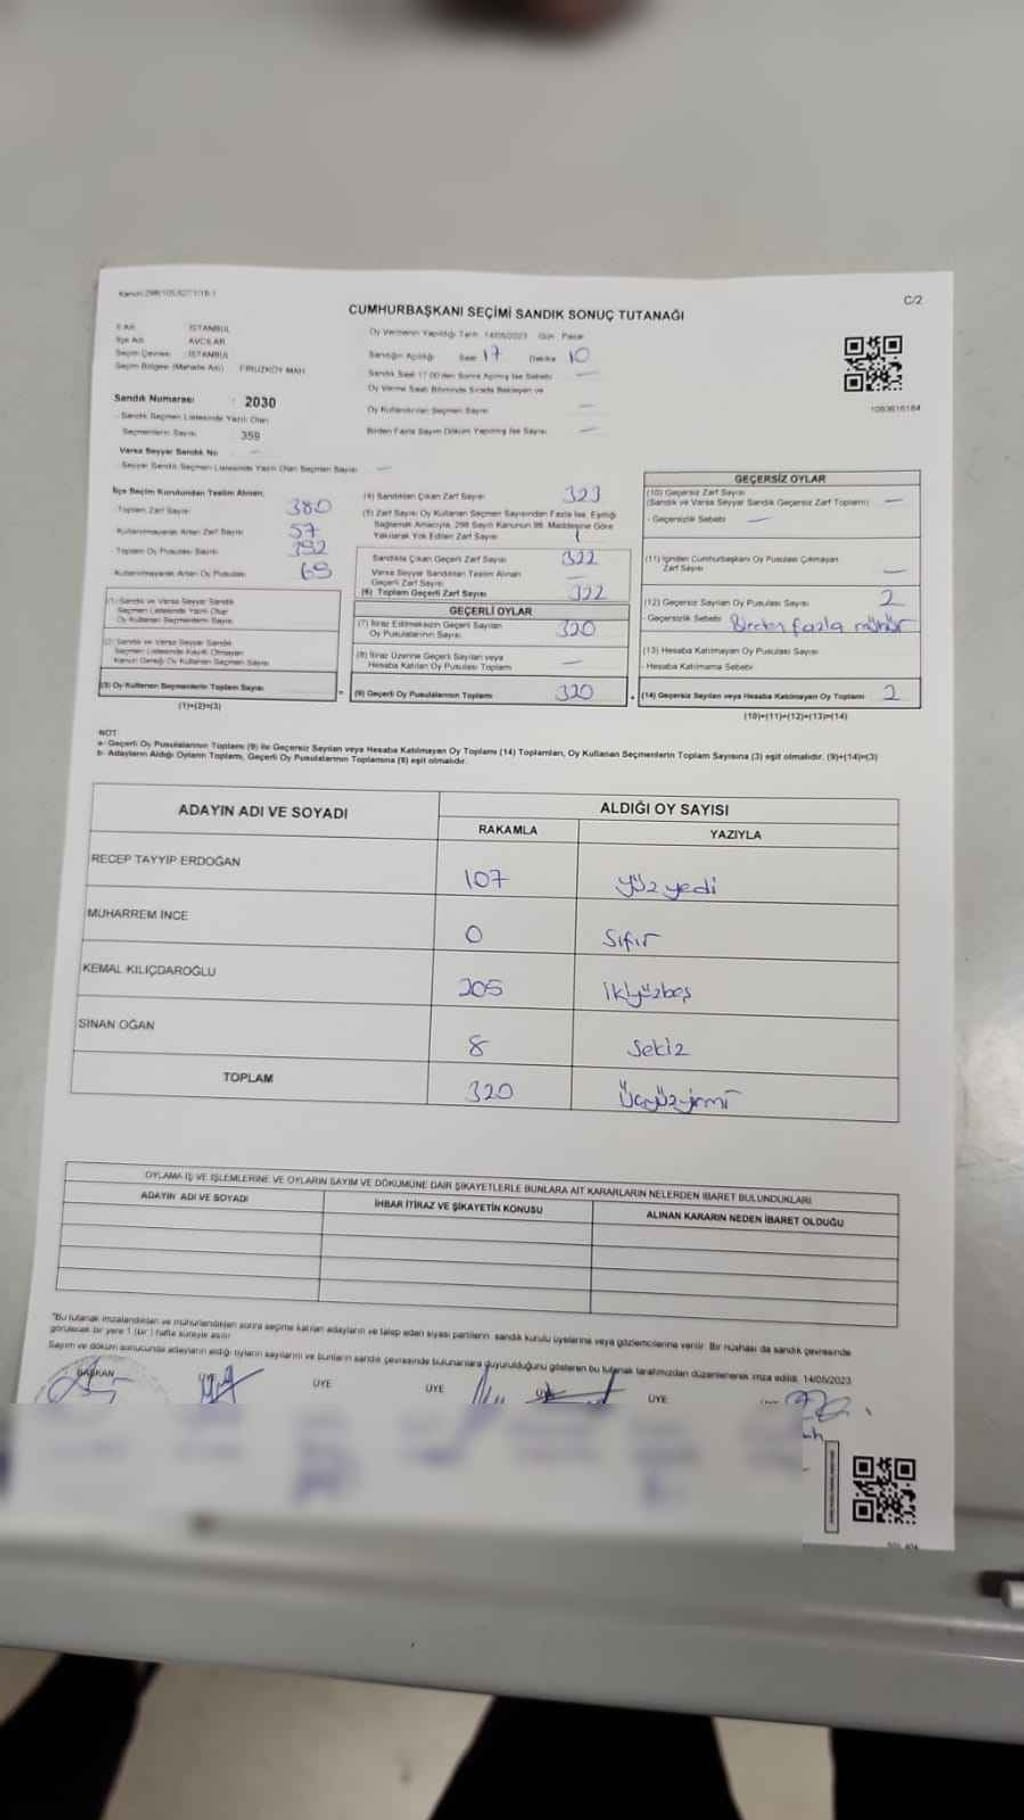 Kanun:298/105
C/2
CUMHURBAŞKANI SEÇİMİ SANDIK SONUÇ TUTANAĞI
İl Adı İSTANBUL
İlçe Adı AVCILAR
Seçim Çevresi İSTANBUL
Seçim Bölgesi (Mahalle Adı) FİRUZKÖY MAH.
Oy Vermenin Yapıldığı Tarih 14/05/2023 Gün Pazar
Sandığın Açıldığı Saat 17 Dakika 10
Sandık Saat 17.00'den Sonra Açılmış İse Sebebi —
Oy Verme Saati Bitiminde Sırada Bekleyen ve
Oy Kullandırılan Seçmen Sayısı —
Birden Fazla Sayım Döküm Yapılmış İse Sayısı —
1083616184
Sandık Numarası : 2030
Sandık Seçmen Listesinde Yazılı Olan
Seçmenlerin Sayısı 359
Varsa Seyyar Sandık No —
Seyyar Sandık Seçmen Listesinde Yazılı Olan Seçmen Sayısı —
İlçe Seçim Kurulundan Teslim Alınan;
Toplam Zarf Sayısı 380
Kullanılmayarak Artan Zarf Sayısı 57
Toplam Oy Pusulası Sayısı 392
Kullanılmayarak Artan Oy Pusulası 69
(1) Sandık ve Varsa Seyyar Sandık
Seçmen Listesinde Yazılı Olup
Oy Kullanan Seçmenlerin Sayısı
(2) Sandık ve Varsa Seyyar Sandık
Seçmen Listesinde Kayıtlı Olmayan
Kanun Gereği Oy Kullanan Seçmen Sayısı
(3) Oy Kullanan Seçmenlerin Toplam Sayısı
(1)+(2)=(3)
(4) Sandıktan Çıkan Zarf Sayısı 323
(5) Zarf Sayısı Oy Kullanan Seçmen Sayısından Fazla İse, Eşitliği
Sağlamak Amacıyla, 298 Sayılı Kanunun 98. Maddesine Göre
Yakılarak Yok Edilen Zarf Sayısı 1
Sandıkta Çıkan Geçerli Zarf Sayısı 322
Varsa Seyyar Sandıktan Teslim Alınan
Geçerli Zarf Sayısı —
(6) Toplam Geçerli Zarf Sayısı 322
GEÇERLİ OYLAR
(7) İtiraz Edilmeksizin Geçerli Sayılan
Oy Pusulalarının Sayısı 320
(8) İtiraz Üzerine Geçerli Sayılan veya
Hesaba Katılan Oy Pusulası Toplamı —
= (9) Geçerli Oy Pusulalarının Toplamı 320
GEÇERSİZ OYLAR
(10) Geçersiz Zarf Sayısı
(Sandık ve Varsa Seyyar Sandık Geçersiz Zarf Toplamı) —
- Geçersizlik Sebebi —
(11) İçinden Cumhurbaşkanı Oy Pusulası Çıkmayan
Zarf Sayısı —
(12) Geçersiz Sayılan Oy Pusulası Sayısı 2
- Geçersizlik Sebebi Birden fazla mühür
(13) Hesaba Katılmayan Oy Pusulası Sayısı
- Hesaba Katılmama Sebebi
+ (14) Geçersiz Sayılan veya Hesaba Katılmayan Oy Toplamı 2
(10)+(11)+(12)+(13)=(14)
NOT
a- Geçerli Oy Pusulalarının Toplamı (9) ile Geçersiz Sayılan veya Hesaba Katılmayan Oy Toplamı (14) Toplamları, Oy Kullanan Seçmenlerin Toplam Sayısına (3) eşit olmalıdır. (9)+(14)=(3)
b- Adayların Aldığı Oyların Toplamı, Geçerli Oy Pusulalarının Toplamına (9) eşit olmalıdır.
ADAYIN ADI VE SOYADI
ALDIĞI OY SAYISI
RAKAMLA YAZIYLA
RECEP TAYYİP ERDOĞAN 107 yüz yedi
MUHARREM İNCE 0 Sıfır
KEMAL KILIÇDAROĞLU 205 ikiyüzbeş
SİNAN OĞAN 8 Sekiz
TOPLAM 320 Üçyüzyirmi
OYLAMA İŞ VE İŞLEMLERİNE VE OYLARIN SAYIM VE DÖKÜMÜNE DAİR ŞİKAYETLERLE BUNLARA AİT KARARLARIN NELERDEN İBARET BULUNDUKLARI
ADAYIN ADI VE SOYADI İHBAR İTİRAZ VE ŞİKAYETİN KONUSU ALINAN KARARIN NEDEN İBARET OLDUĞU
"Bu tutanak imzalandıktan ve mühürlendikten sonra seçime katılan adayların ve talep eden siyasi partilerin sandık kurulu üyelerine veya gözlemcilerine verilir. Bir nüshası da sandık çevresinde
görülecek bir yere 1 (bir) hafta süreyle asılır.
Sayım ve döküm sonucunda adayların aldığı oyların sayılarını ve bunların sandık çevresinde bulunanlara duyurulduğunu gösteren bu tutanak tarafımızdan düzenlenerek imza edildi. 14/05/2023
BAŞKAN ÜYE ÜYE ÜYE ÜYE ÜYE